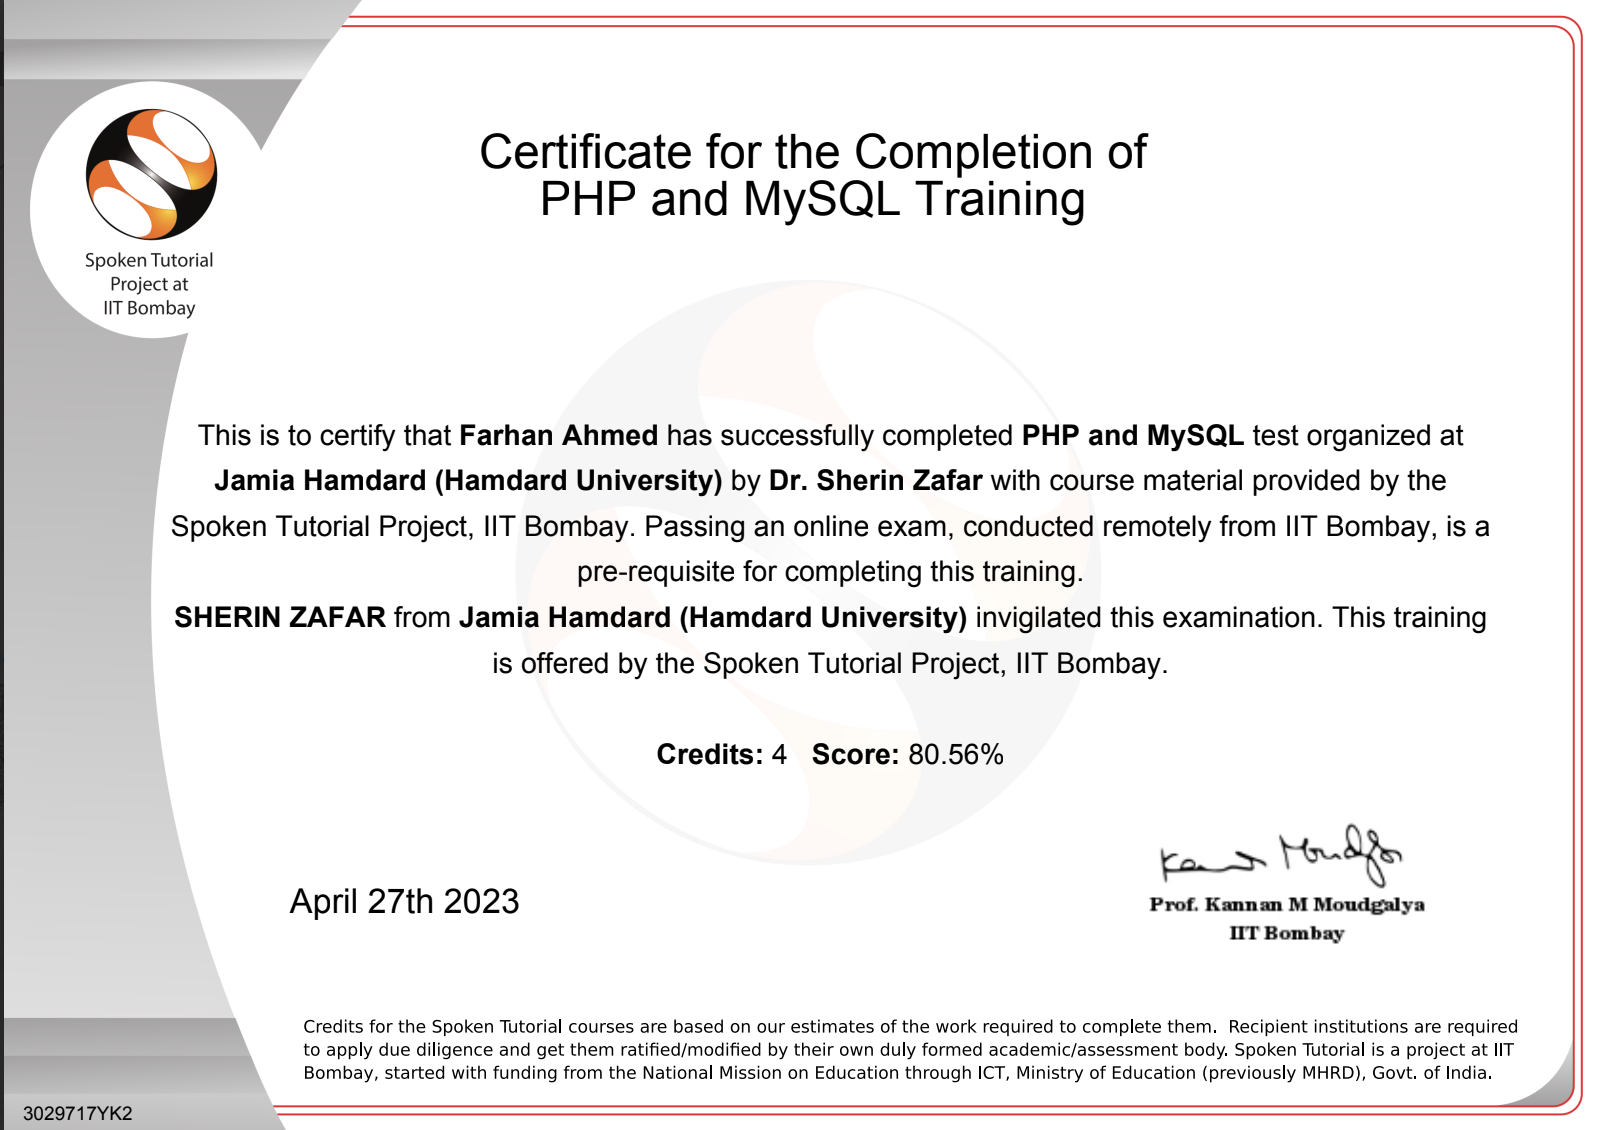 Spoken Tutorial
Project at
IIT Bombay
Certificate for the Completion of
PHP and MySQL Training
This is to certify that Farhan Ahmed has successfully completed PHP and MySQL test organized at
Jamia Hamdard (Hamdard University) by Dr. Sherin Zafar with course material provided by the
Spoken Tutorial Project, IIT Bombay. Passing an online exam, conducted remotely from IIT Bombay, is a
pre-requisite for completing this training.
SHERIN ZAFAR from Jamia Hamdard (Hamdard University) invigilated this examination. This training
is offered by the Spoken Tutorial Project, IIT Bombay.
Credits: 4 Score: 80.56%
April 27th 2023
Prof. Kannan M Moudgalya
IIT Bombay
Credits for the Spoken Tutorial courses are based on our estimates of the work required to complete them. Recipient institutions are required
to apply due diligence and get them ratified/modified by their own duly formed academic/assessment body. Spoken Tutorial is a project at IIT
Bombay, started with funding from the National Mission on Education through ICT, Ministry of Education (previously MHRD), Govt. of India.
3029717YK2